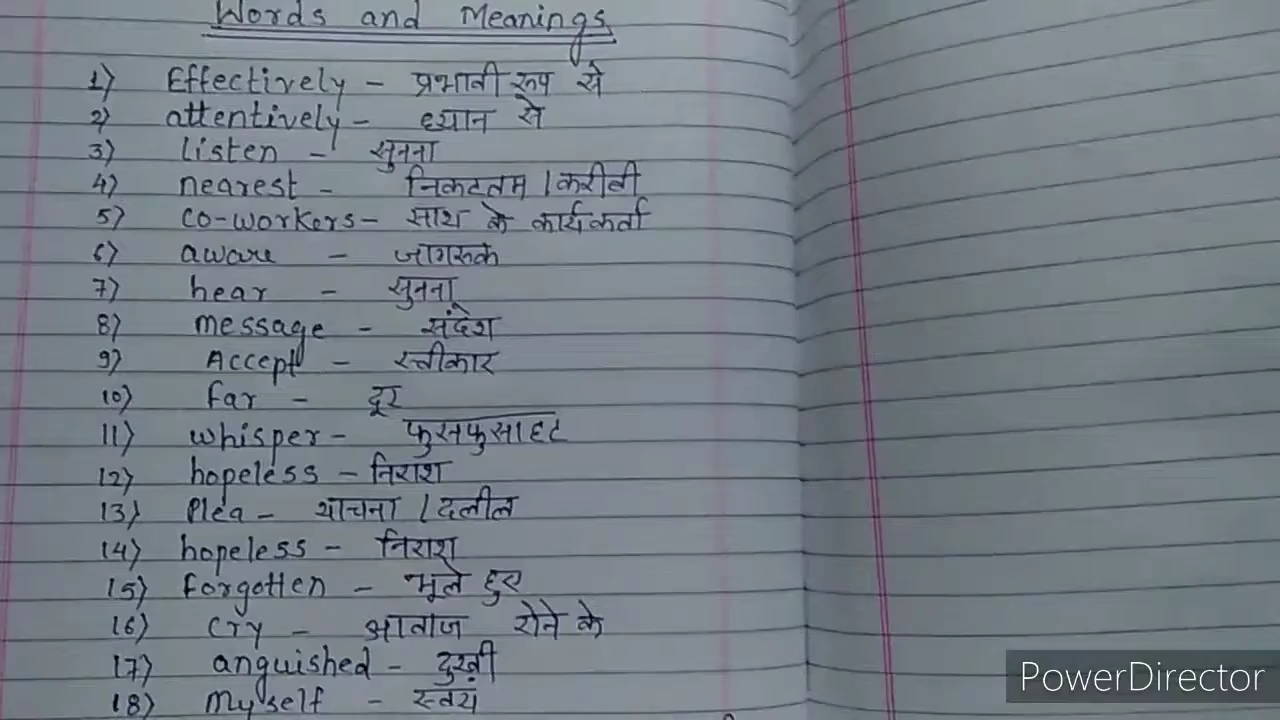 Words and Meanings
1) Effectively - प्रभावी रूप से
2) attentively - ध्यान से
3) listen - सुनना
4) nearest - निकटतम / करीबी
5) co-workers - साथ के कार्यकर्ता
6) aware - जागरूक
7) hear - सुनना
8) message - संदेश
9) Accept - स्वीकार
10) far - दूर
11) whisper - फुसफुसाहट
12) hopeless - निराश
13) Plea - याचना / दलील
14) hopeless - निराश
15) forgotten - भूले हुए
16) cry - आवाज रोने के
17) anguished - दुखी
18) myself - स्वयं
PowerDirector